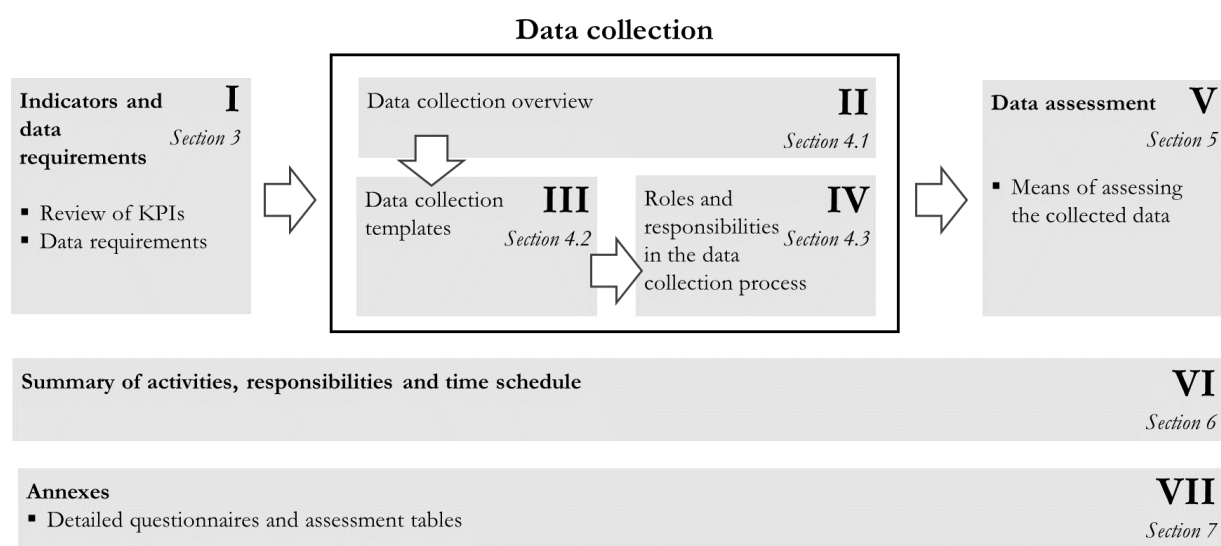 Data collection
Indicators and
data
requirements
I
Section 3
▪ Review of KPIs
▪ Data requirements
Data collection overview
II
Section 4.1
Data collection
templates
III
Section 4.2
Roles and
responsibilities
in the data
collection process
IV
Section 4.3
Data assessment
V
Section 5
▪ Means of assessing
the collected data
Summary of activities, responsibilities and time schedule
VI
Section 6
Annexes
▪ Detailed questionnaires and assessment tables
VII
Section 7